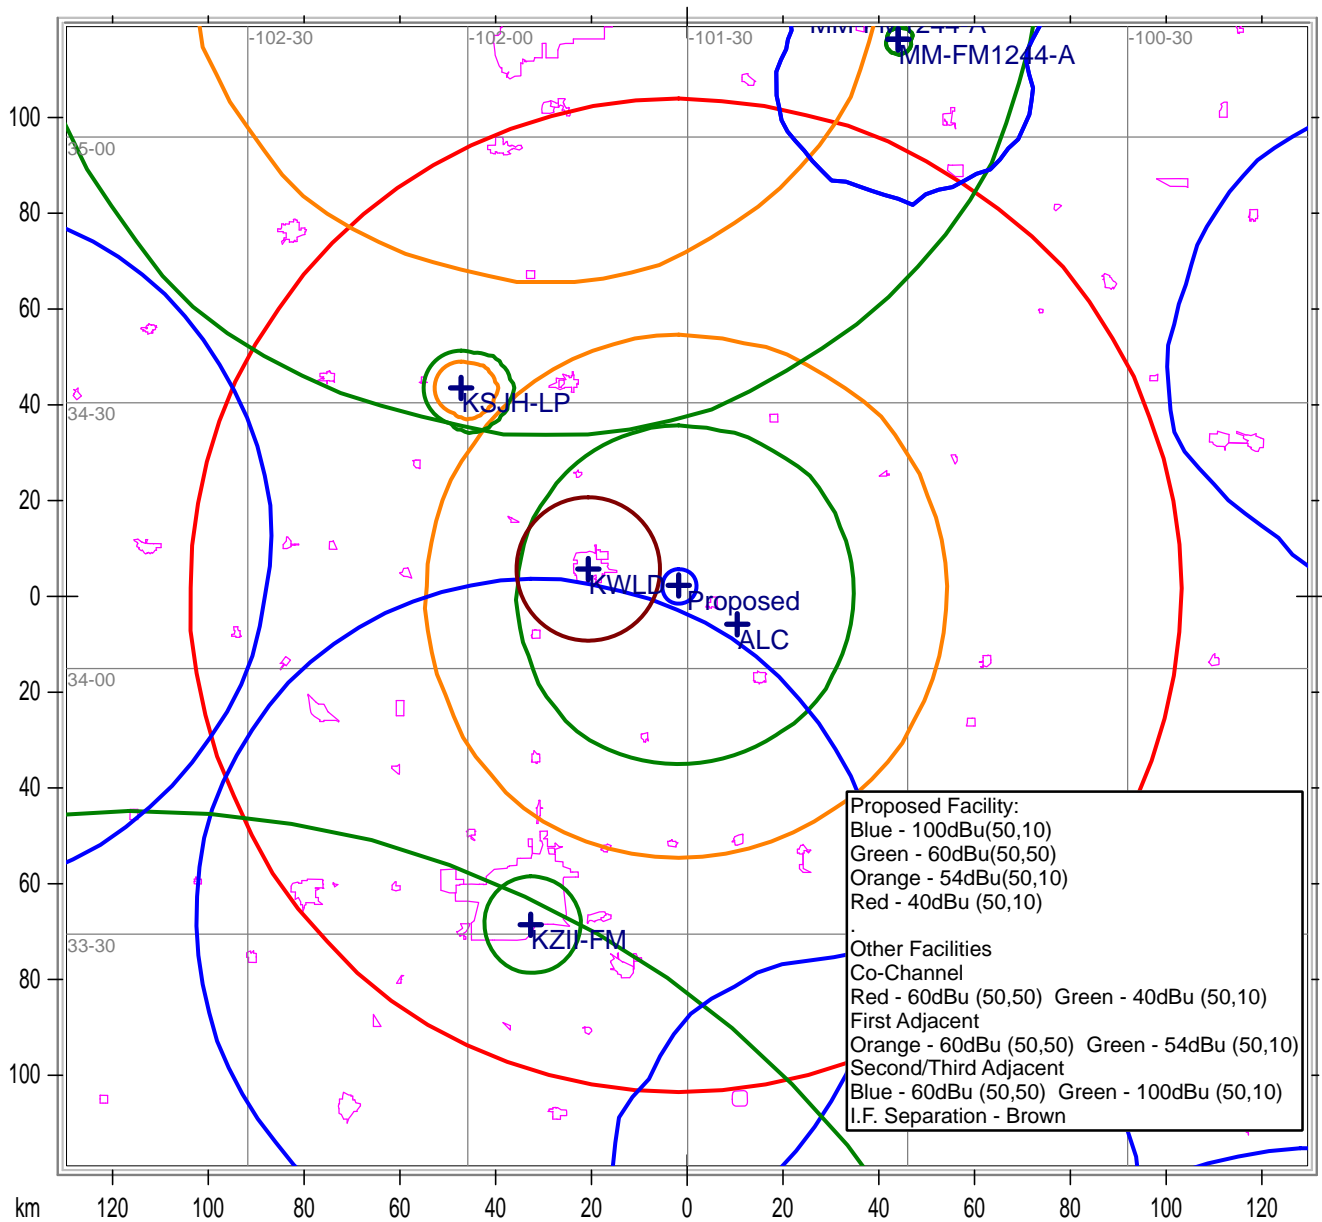 MM-FM1244-A
-102-30
-102-00
-101-30
-100-30
MM-FM1244-A
100
35-00
80
60
40
KSJH-LP
34-30
20
KWLD
0
Proposed
ALC
34-00
20
40
60
KZII-FM
33-30
80
100
Proposed Facility:
Blue - 100dBu(50,10)
Green - 60dBu(50,50)
Orange - 54dBu(50,10)
Red - 40dBu (50,10)
.
Other Facilities
Co-Channel
Red - 60dBu (50,50) Green - 40dBu (50,10)
First Adjacent
Orange - 60dBu (50,50) Green - 54dBu (50,10)
Second/Third Adjacent
Blue - 60dBu (50,50) Green - 100dBu (50,10)
I.F. Separation - Brown
km 120 100 80 60 40 20 0 20 40 60 80 100 120